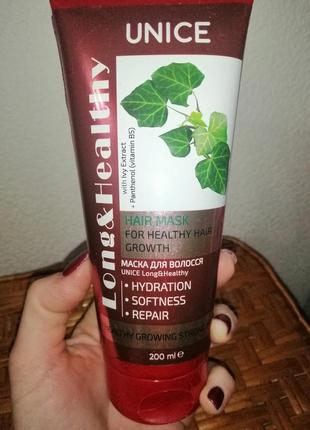 UNICE
Long&Healthy
with Ivy Extract
+ Panthenol (vitamin B5)
HAIR MASK
FOR HEALTHY HAIR
GROWTH
МАСКА ДЛЯ ВОЛОССЯ
UNICE Long&Healthy
• HYDRATION
• SOFTNESS
• REPAIR
GROWING
200 ml e